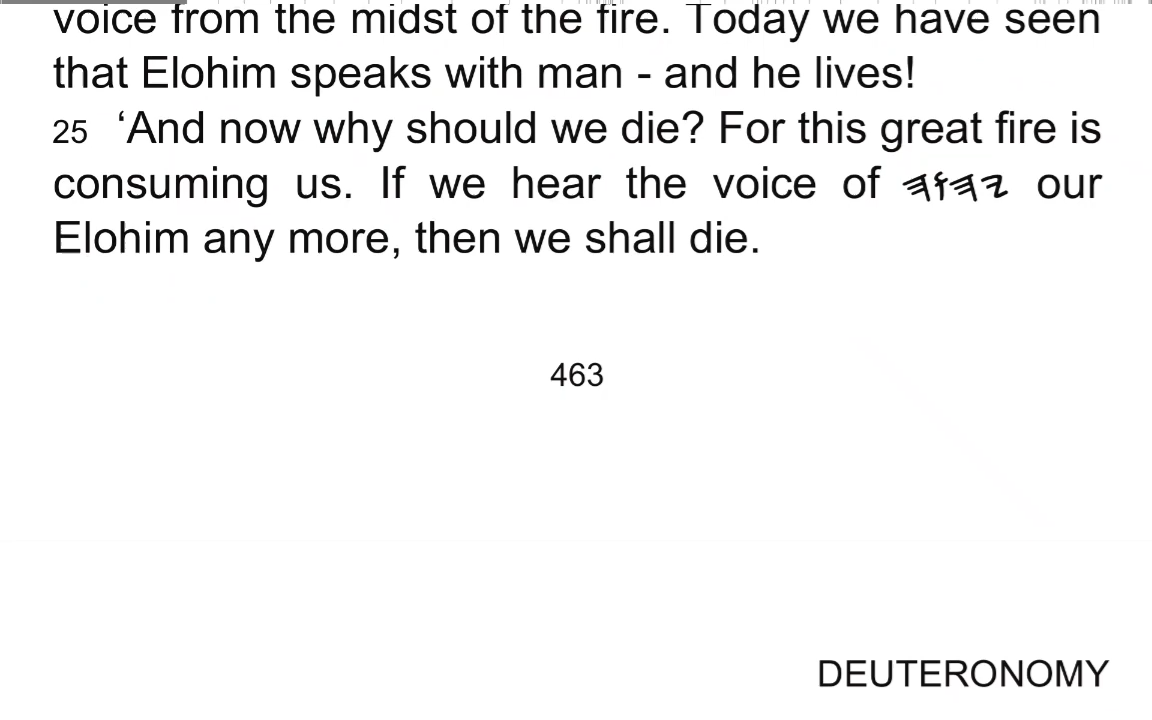 voice from the midst of the fire. Today we have seen
that Elohim speaks with man - and he lives!
25 ‘And now why should we die? For this great fire is
consuming us. If we hear the voice of 𐤉𐤄𐤅𐤄 our
Elohim any more, then we shall die.
463
DEUTERONOMY